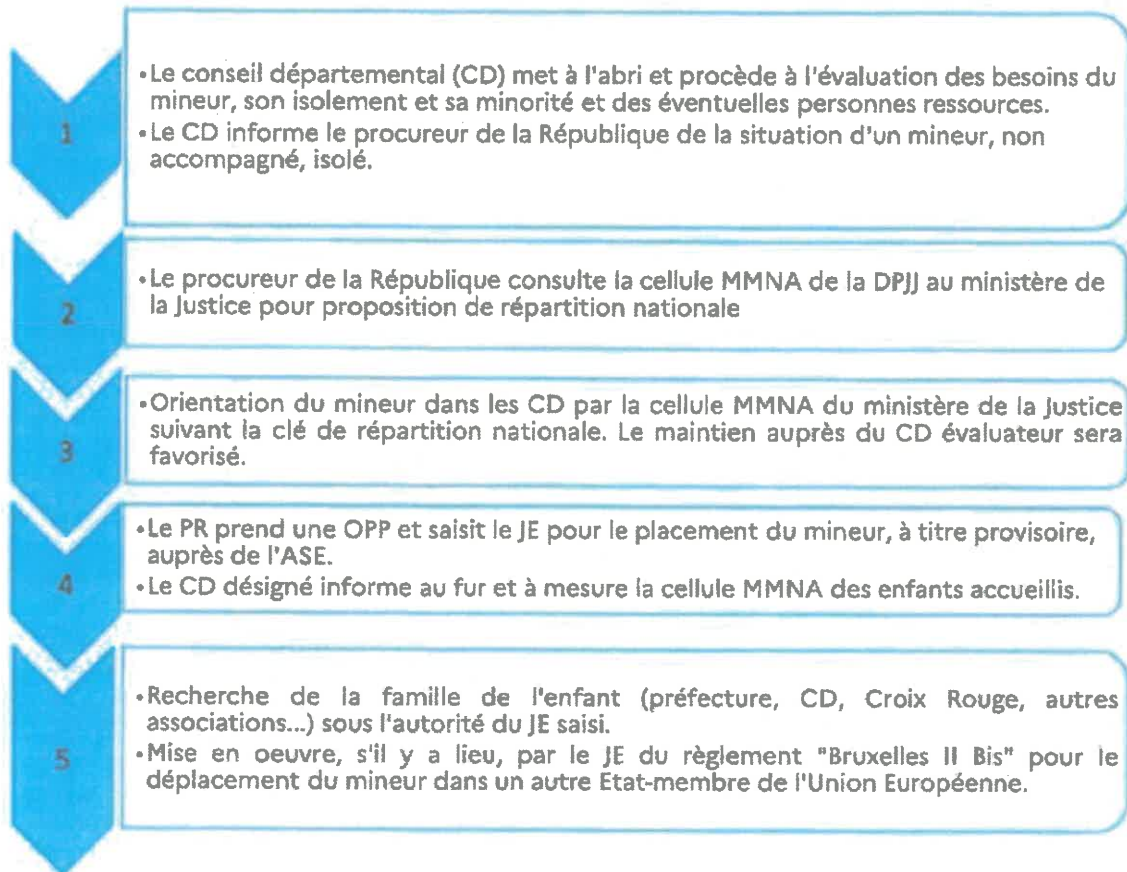 1
•Le conseil départemental (CD) met à l'abri et procède à l'évaluation des besoins du
mineur, son isolement et sa minorité et des éventuelles personnes ressources.
•Le CD informe le procureur de la République de la situation d'un mineur, non
accompagné, isolé.
2
•Le procureur de la République consulte la cellule MMNA de la DPJJ au ministère de
la Justice pour proposition de répartition nationale
3
•Orientation du mineur dans les CD par la cellule MMNA du ministère de la Justice
suivant la clé de répartition nationale. Le maintien auprès du CD évaluateur sera
favorisé.
4
•Le PR prend une OPP et saisit le JE pour le placement du mineur, à titre provisoire,
auprès de l'ASE.
•Le CD désigné informe au fur et à mesure la cellule MMNA des enfants accueillis.
5
•Recherche de la famille de l'enfant (préfecture, CD, Croix Rouge, autres
associations...) sous l'autorité du JE saisi.
•Mise en oeuvre, s'il y a lieu, par le JE du règlement "Bruxelles II Bis" pour le
déplacement du mineur dans un autre Etat-membre de l'Union Européenne.